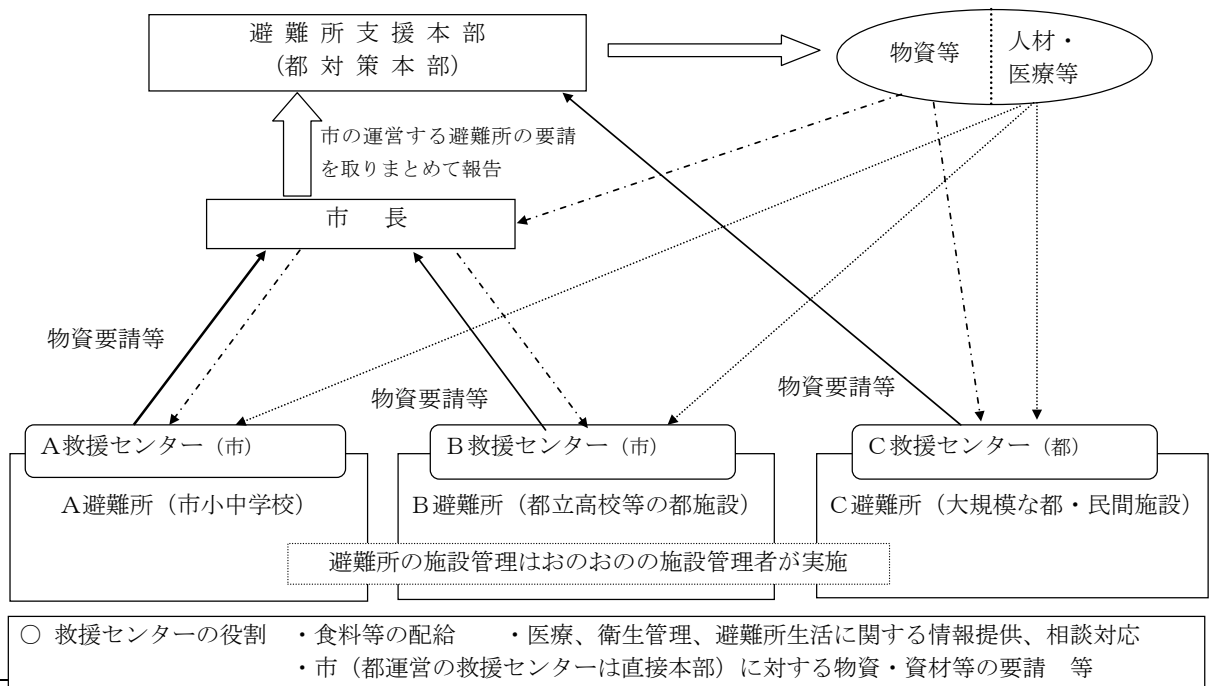 避難所支援本部
(都対策本部)
物資等
人材・
医療等
市の運営する避難所の要請
を取りまとめて報告
市　長
物資要請等
物資要請等
物資要請等
A救援センター（市）
B救援センター（市）
C救援センター（都）
A避難所（市小中学校）
B避難所（都立高校等の都施設）
C避難所（大規模な都・民間施設）
避難所の施設管理はおのおのの施設管理者が実施
○ 救援センターの役割　・食料等の配給　・医療、衛生管理、避難所生活に関する情報提供、相談対応
・市（都運営の救援センターは直接本部）に対する物資・資材等の要請　等